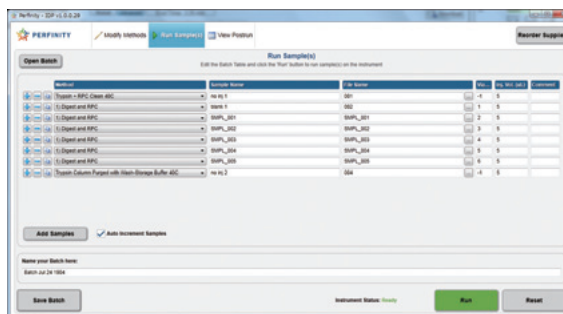 Perfinity - IDP v1.0.0.29
PERFINITY Modify Methods Run Sample(s) View Postrun Reorder Supplies
Open Batch
Run Sample(s)
Edit the Batch Table and click the 'Run' button to run sample(s) on the instrument
Method Sample Name File Name Inj. Vol. (uL) Comment
Trypsin + RPC Clean 40C no inj 1 001 -1 5
1) Digest and RPC blank 1 002 1 5
1) Digest and RPC SMPL_001 SMPL_001 2 5
1) Digest and RPC SMPL_002 SMPL_002 3 5
1) Digest and RPC SMPL_003 SMPL_003 4 5
1) Digest and RPC SMPL_004 SMPL_004 5 5
1) Digest and RPC SMPL_005 SMPL_005 6 5
Trypsin Column Purged with Wash-Storage Buffer 40C no inj 2 004 -1 5
Add Samples Auto Increment Samples
Name your Batch here:
Batch Jul 24 1004
Save Batch Instrument Status: Ready Run Reset